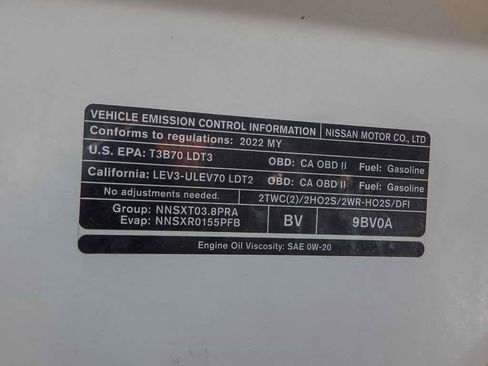 VEHICLE EMISSION CONTROL INFORMATION NISSAN MOTOR CO., LTD
Conforms to regulations: 2022 MY
U.S. EPA: T3B70 LDT3 OBD: CA OBD II Fuel: Gasoline
California: LEV3-ULEV70 LDT2 OBD: CA OBD II Fuel: Gasoline
No adjustments needed. 2TWC(2)/2HO2S/2WR-HO2S/DFI
Group: NNSXT03.8PRA
Evap: NNSXR0155PFB BV 9BV0A
Engine Oil Viscosity: SAE 0W-20